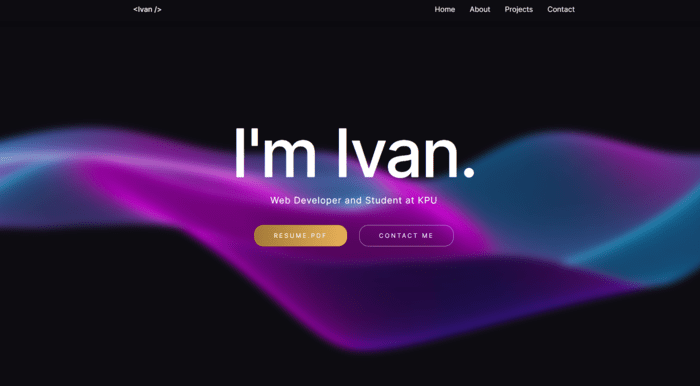 <Ivan />
Home About Projects Contact
I'm Ivan.
Web Developer and Student at KPU
RESUME.PDF CONTACT ME